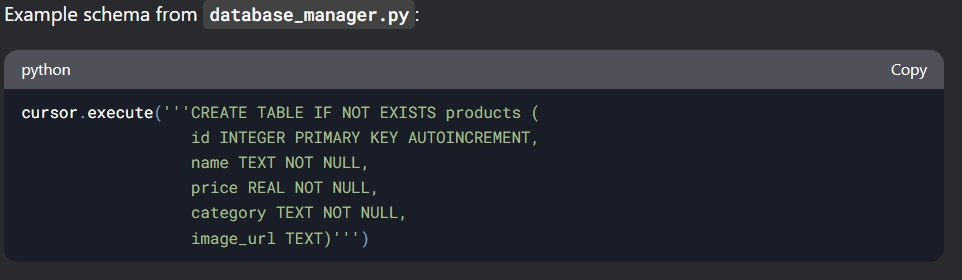 Example schema from database_manager.py:
python Copy
cursor.execute('''CREATE TABLE IF NOT EXISTS products (
id INTEGER PRIMARY KEY AUTOINCREMENT,
name TEXT NOT NULL,
price REAL NOT NULL,
category TEXT NOT NULL,
image_url TEXT)''')